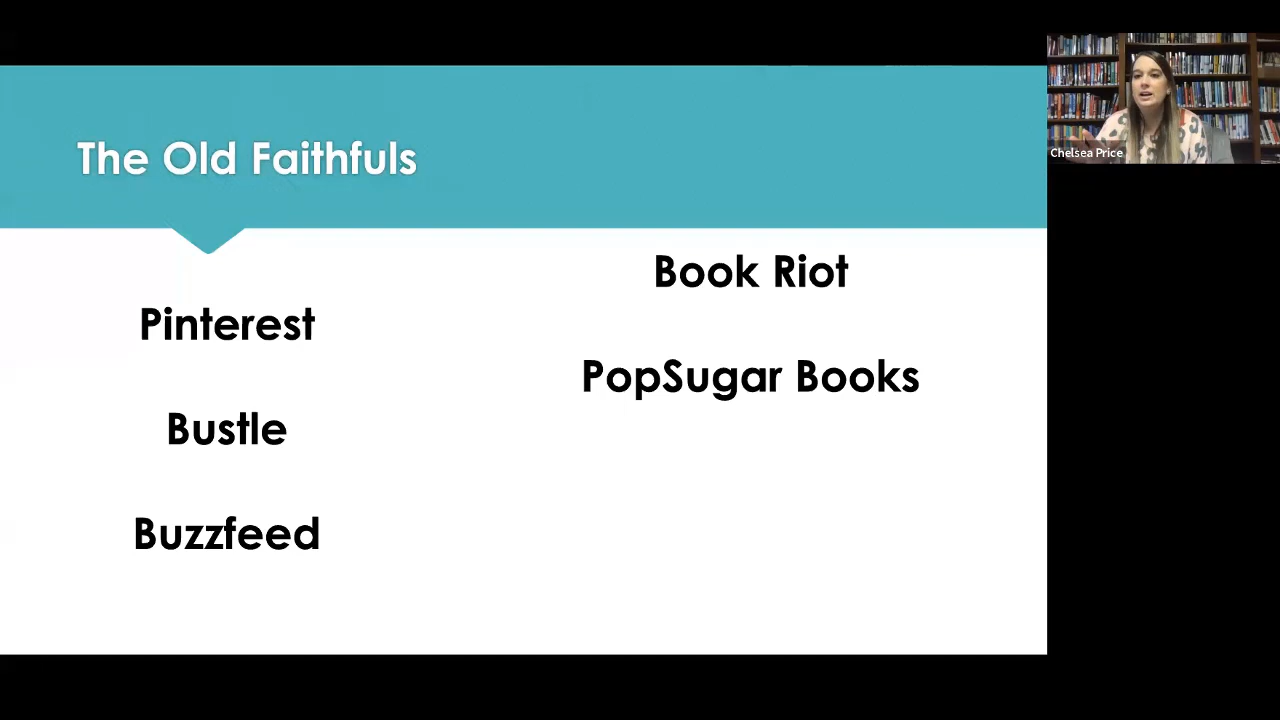 The Old Faithfuls
Pinterest
Bustle
Buzzfeed
Book Riot
PopSugar Books
Chelsea Price